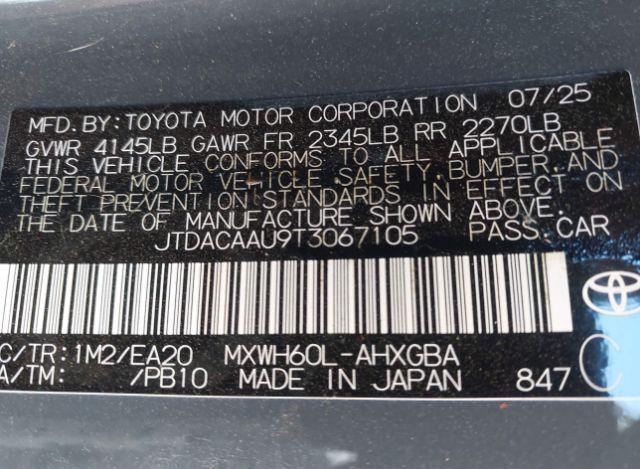 MFD.BY:TOYOTA MOTOR CORPORATION 07/25
GVWR 4145LB GAWR FR 2345LB RR 2270LB
THIS VEHICLE CONFORMS TO ALL APPLICABLE
FEDERAL MOTOR VEHICLE SAFETY,BUMPER,AND
THEFT PREVENTION STANDARDS IN EFFECT ON
THE DATE OF MANUFACTURE SHOWN ABOVE.
JTDACAAU9T3067105 PASS.CAR
C/TR:1M2/EA20 MXWH60L-AHXGBA
A/TM: /PB10 MADE IN JAPAN 847 C